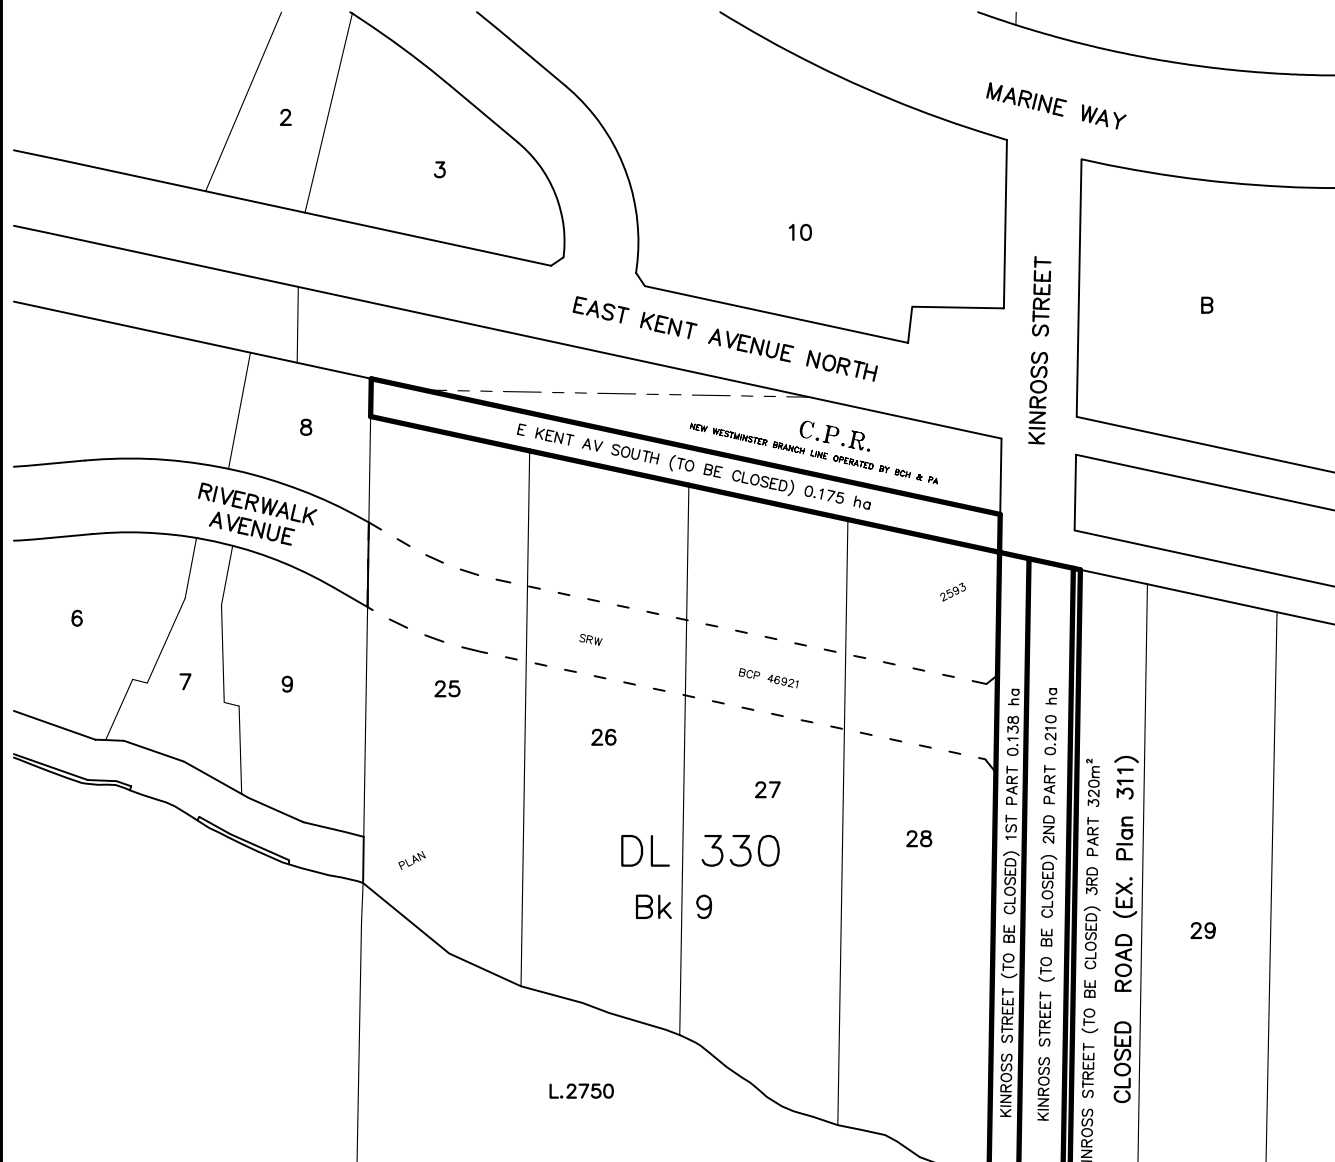 MARINE WAY
2
3
10
B
KINROSS STREET
EAST KENT AVENUE NORTH
C.P.R.
NEW WESTMINSTER BRANCH LINE OPERATED BY BCH & PA
E KENT AV SOUTH (TO BE CLOSED) 0.175 ha
8
RIVERWALK
AVENUE
2593
6
7
9
SRW
BCP 46921
25
26
27
28
DL 330
Bk 9
PLAN
KINROSS STREET (TO BE CLOSED) 1ST PART 0.138 ha
KINROSS STREET (TO BE CLOSED) 2ND PART 0.210 ha
INROSS STREET (TO BE CLOSED) 3RD PART 320m²
CLOSED ROAD (EX. Plan 311)
29
L.2750